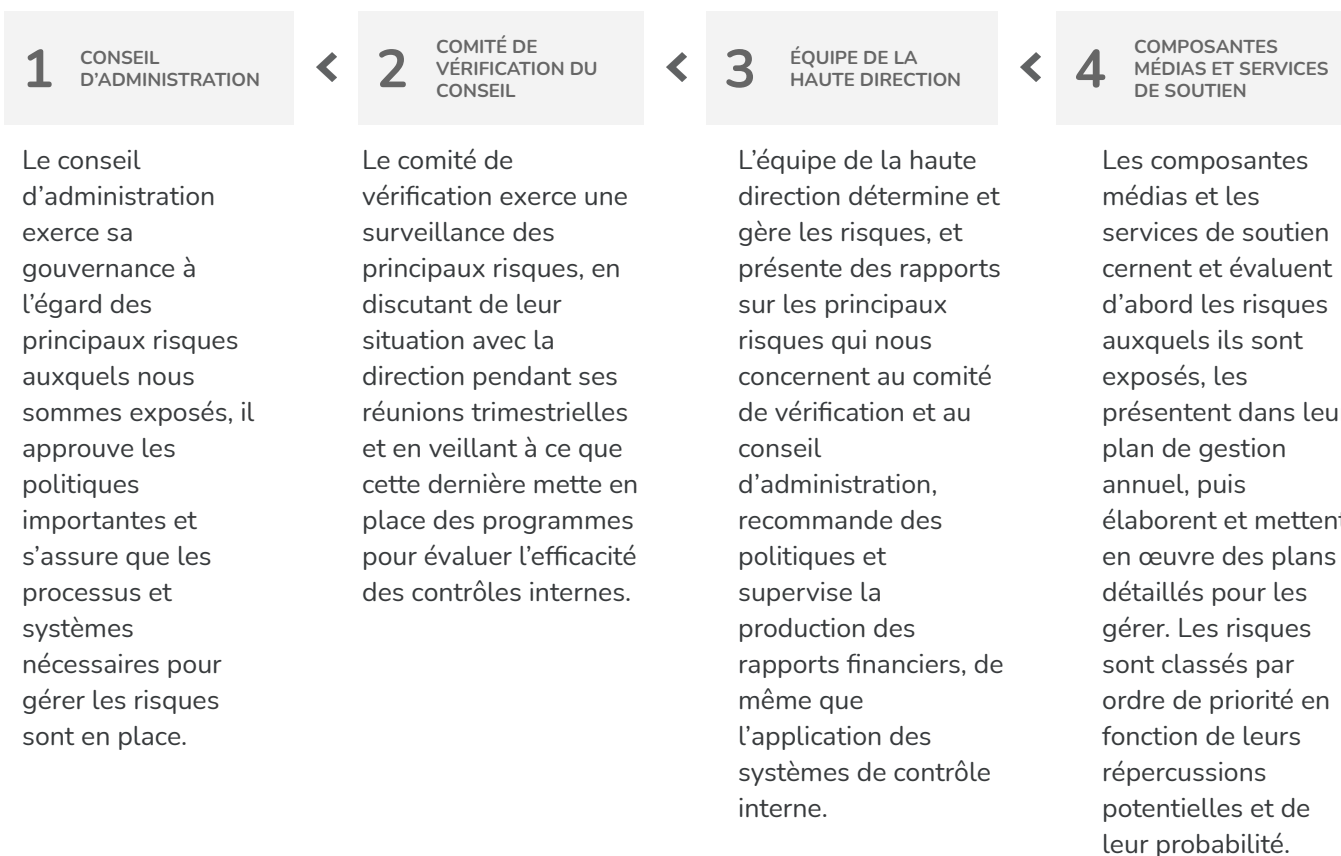 1
CONSEIL
D'ADMINISTRATION
Le conseil
d'administration
exerce sa
gouvernance à
l'égard des
principaux risques
auxquels nous
sommes exposés, il
approuve les
politiques
importantes et
s'assure que les
processus et
systèmes
nécessaires pour
gérer les risques
sont en place.
2
COMITÉ DE
VÉRIFICATION DU
CONSEIL
Le comité de
vérification exerce une
surveillance des
principaux risques, en
discutant de leur
situation avec la
direction pendant ses
réunions trimestrielles
et en veillant à ce que
cette dernière mette en
place des programmes
pour évaluer l'efficacité
des contrôles internes.
3
ÉQUIPE DE LA
HAUTE DIRECTION
L'équipe de la haute
direction détermine et
gère les risques, et
présente des rapports
sur les principaux
risques qui nous
concernent au comité
de vérification et au
conseil
d'administration,
recommande des
politiques et
supervise la
production des
rapports financiers, de
même que
l'application des
systèmes de contrôle
interne.
4
COMPOSANTES
MÉDIAS ET SERVICES
DE SOUTIEN
Les composantes
médias et les
services de soutien
cernent et évaluent
d'abord les risques
auxquels ils sont
exposés, les
présentent dans leu
plan de gestion
annuel, puis
élaborent et mettent
en œuvre des plans
détaillés pour les
gérer. Les risques
sont classés par
ordre de priorité en
fonction de leurs
répercussions
potentielles et de
leur probabilité.